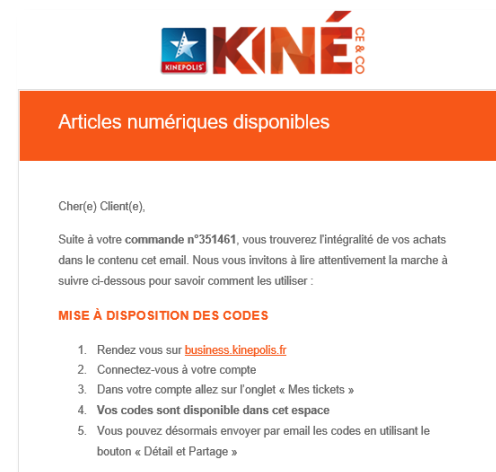 KINEPOLIS
KINÉ
CE & CO
Articles numériques disponibles
Cher(e) Client(e),
Suite à votre commande n°351461, vous trouverez l'intégralité de vos achats
dans le contenu cet email. Nous vous invitons à lire attentivement la marche à
suivre ci-dessous pour savoir comment les utiliser :
MISE À DISPOSITION DES CODES
1. Rendez vous sur business.kinepolis.fr
2. Connectez-vous à votre compte
3. Dans votre compte allez sur l'onglet « Mes tickets »
4. Vos codes sont disponible dans cet espace
5. Vous pouvez désormais envoyer par email les codes en utilisant le
bouton « Détail et Partage »